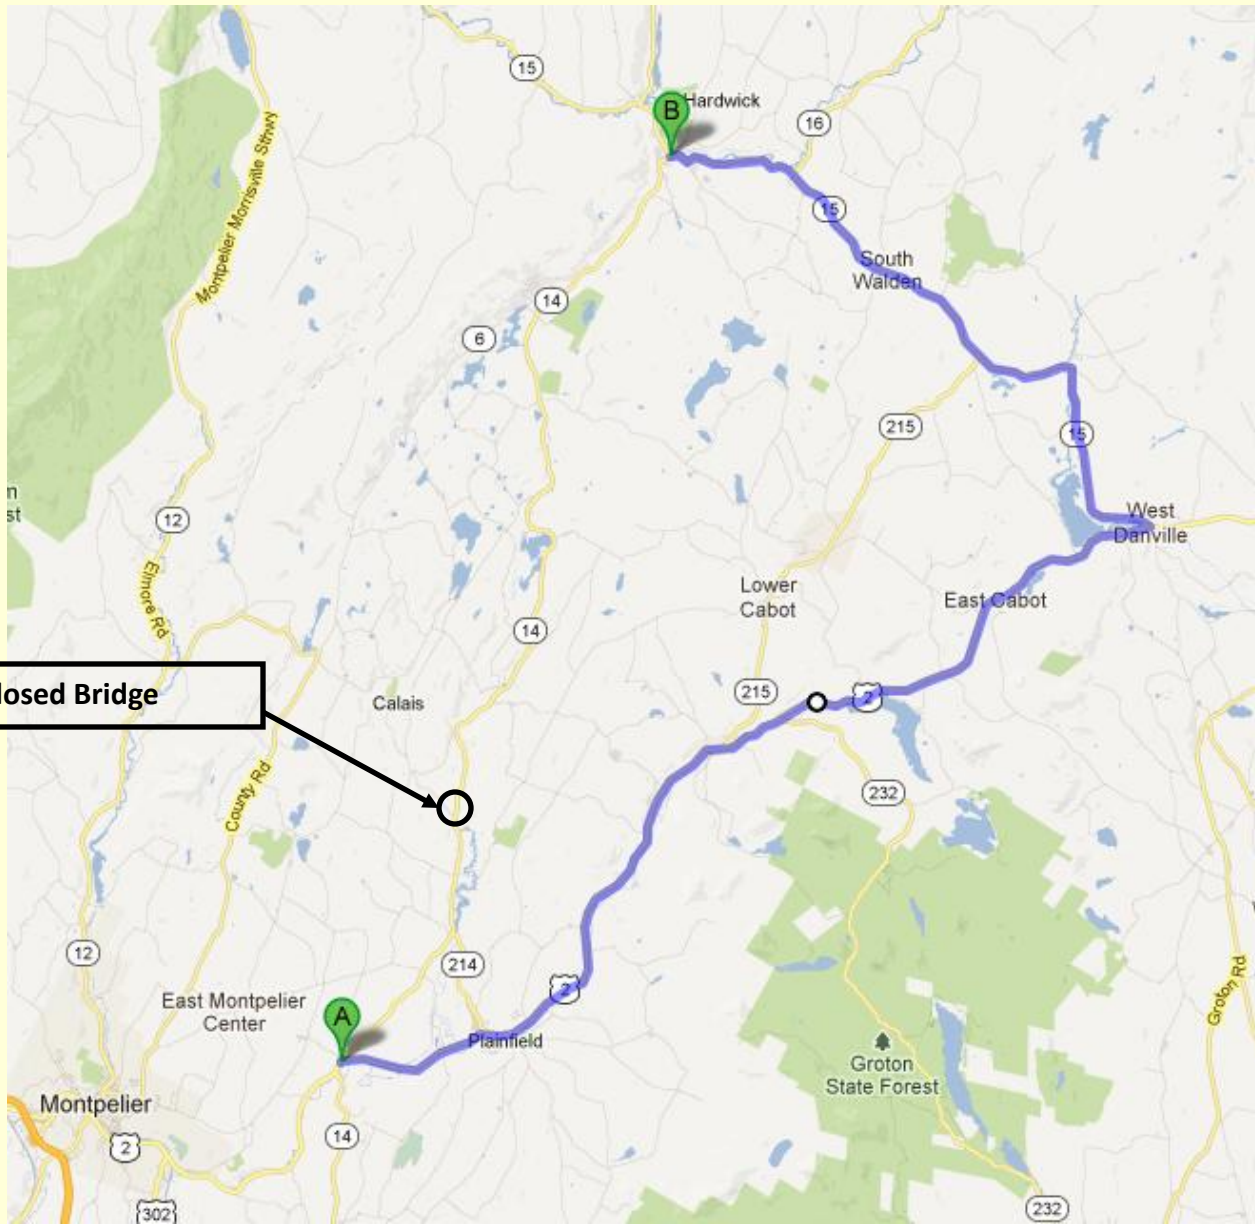 15
B
Hardwick
16
Montpelier Morrisville Sthwy
15
South
Walden
14
6
215
15
12
West
Danville
Elmore Rd
Lower
Cabot
East Cabot
14
losed Bridge
Calais
215
2
County Rd
232
12
214
East Montpelier
Center
2
A
Plainfield
Groton Rd
Groton
State Forest
Montpelier
2
14
302
232